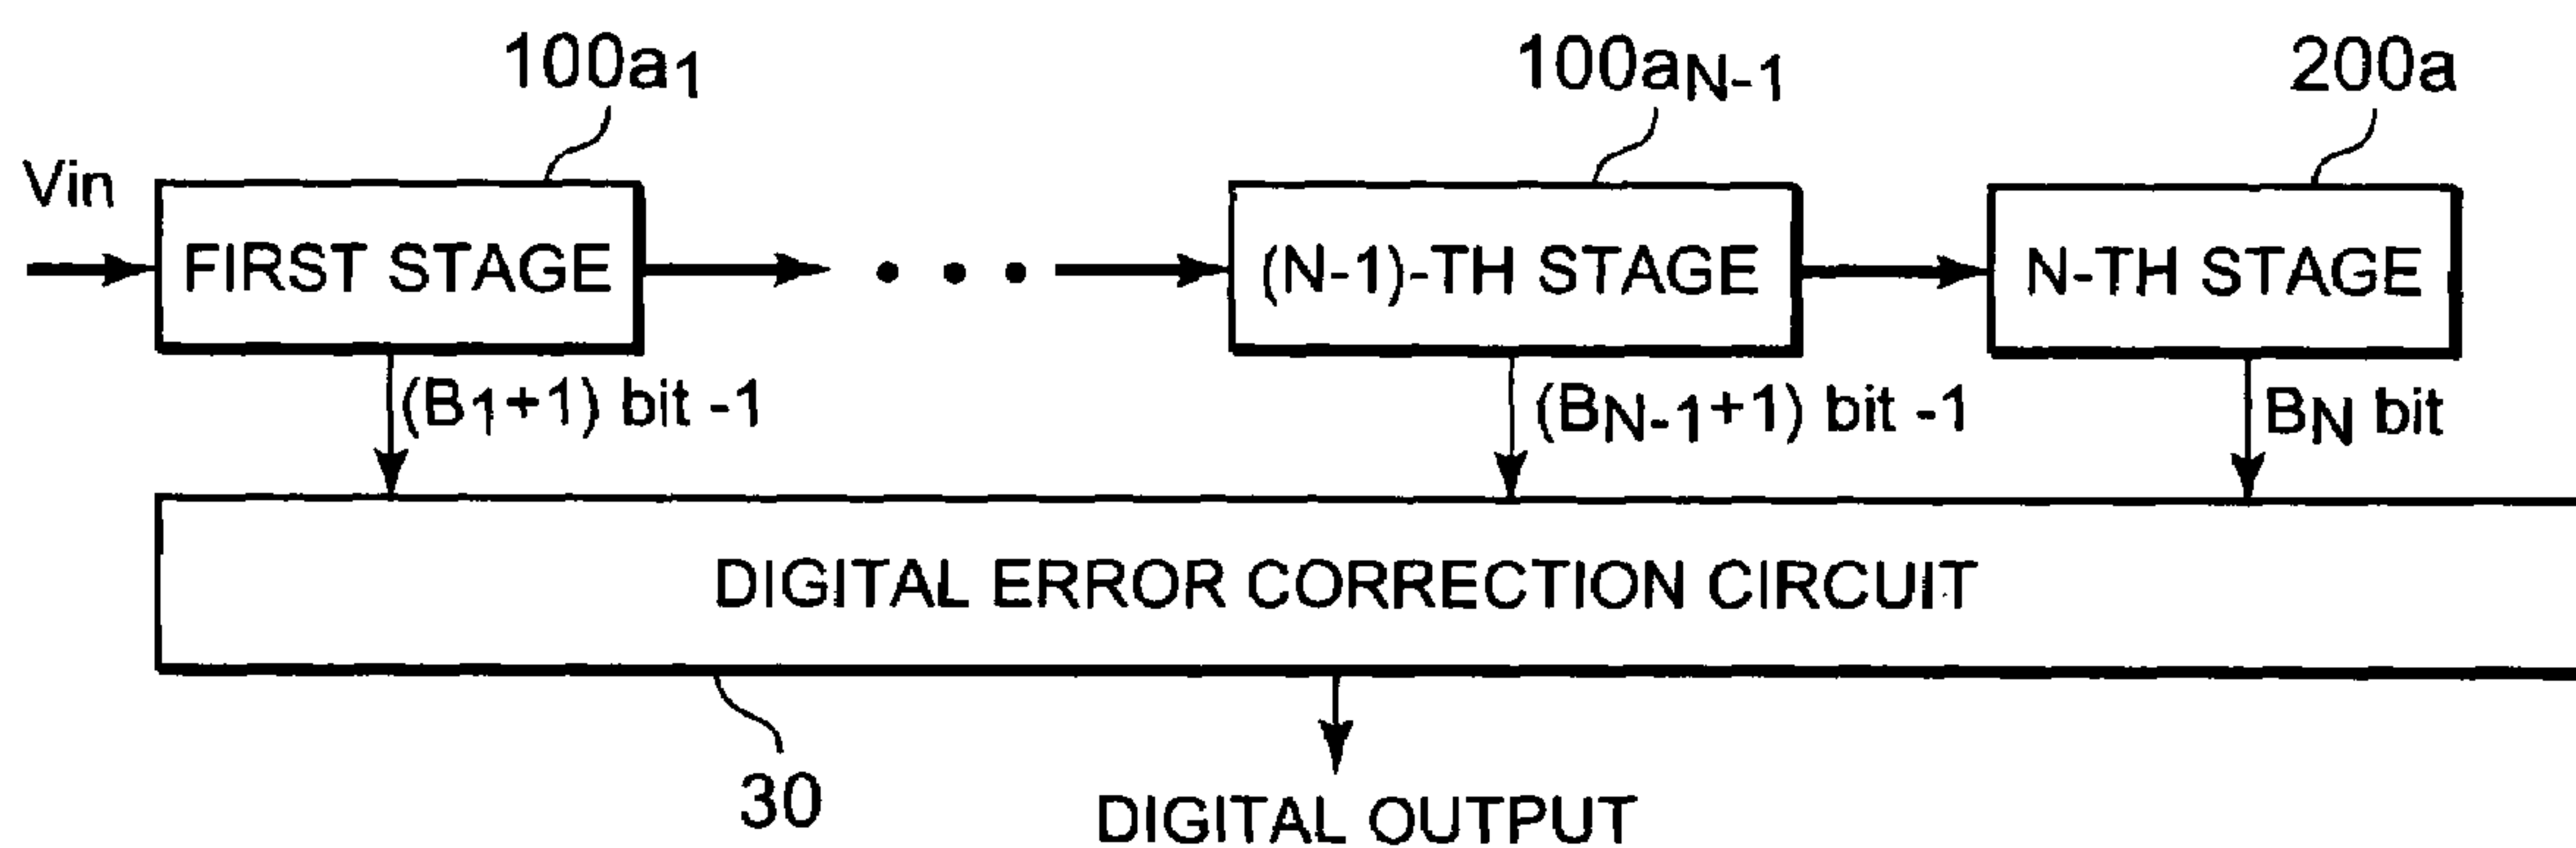 100a1
100aN-1
200a
Vin
FIRST STAGE
(N-1)-TH STAGE
N-TH STAGE
(B1+1) bit -1
(BN-1+1) bit -1
BN bit
DIGITAL ERROR CORRECTION CIRCUIT
30
DIGITAL OUTPUT